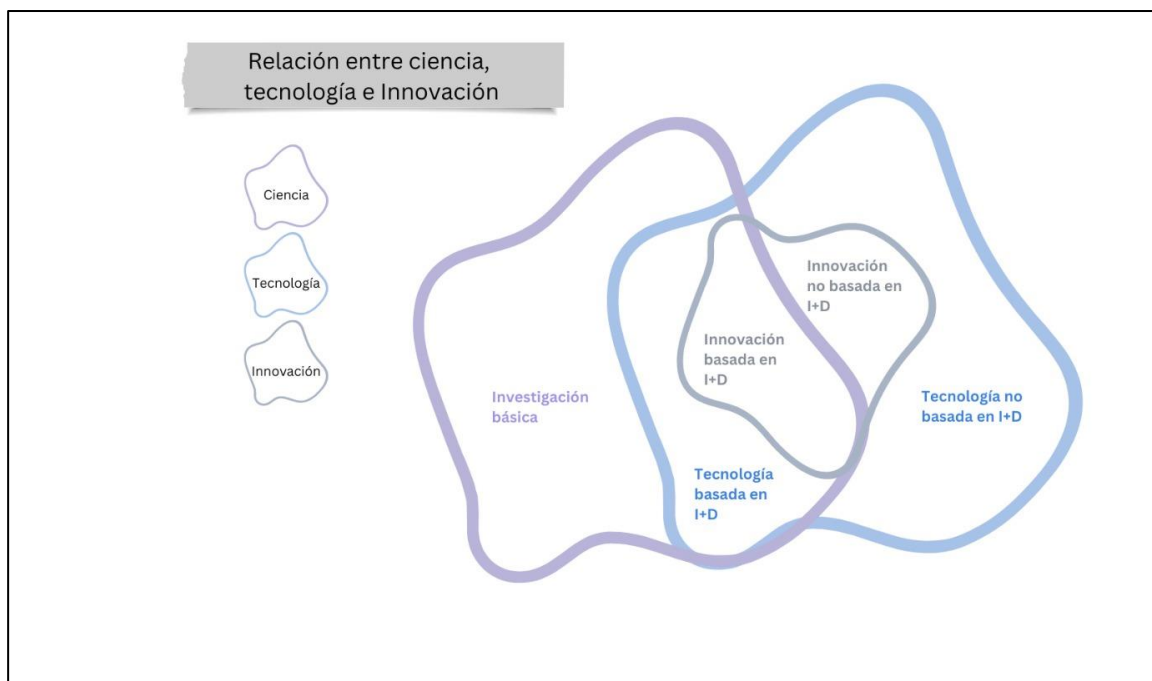 Relación entre ciencia,
tecnología e Innovación
Ciencia
Tecnología
Innovación
Innovación
no basada en
I+D
Innovación
basada en
I+D
Investigación
básica
Tecnología no
basada en I+D
Tecnología
basada en
I+D